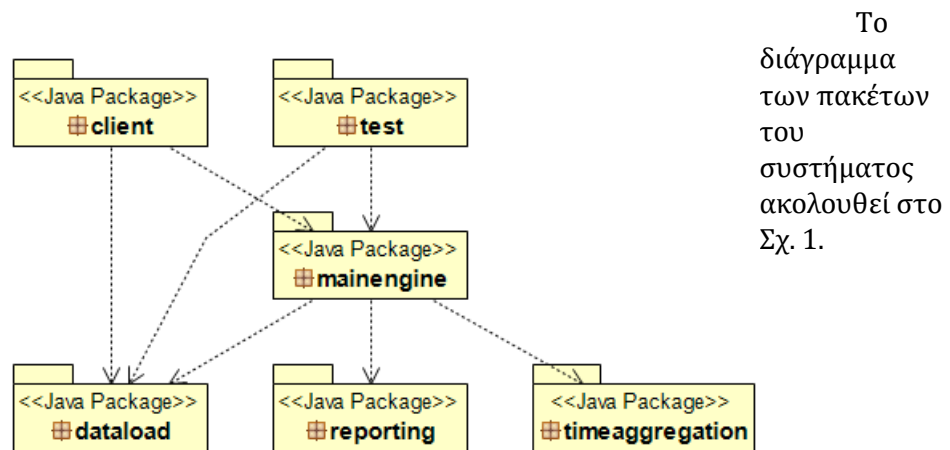 Το
διάγραμμα
των πακέτων
του
συστήματος
ακολουθεί στο
Σχ. 1.
<<Java Package>>
client
<<Java Package>>
test
<<Java Package>>
mainengine
<<Java Package>>
dataload
<<Java Package>>
reporting
<<Java Package>>
timeaggregation